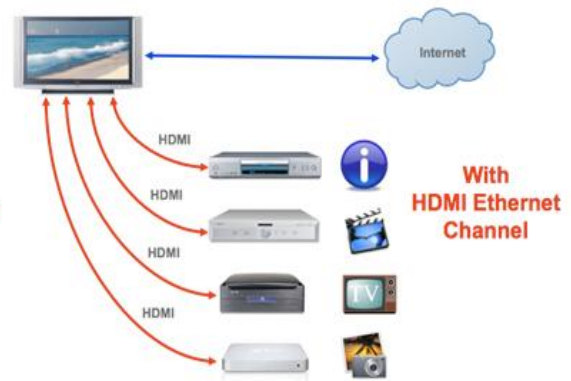 Internet
HDMI
HDMI
HDMI
HDMI
With
HDMI Ethernet
Channel
TV